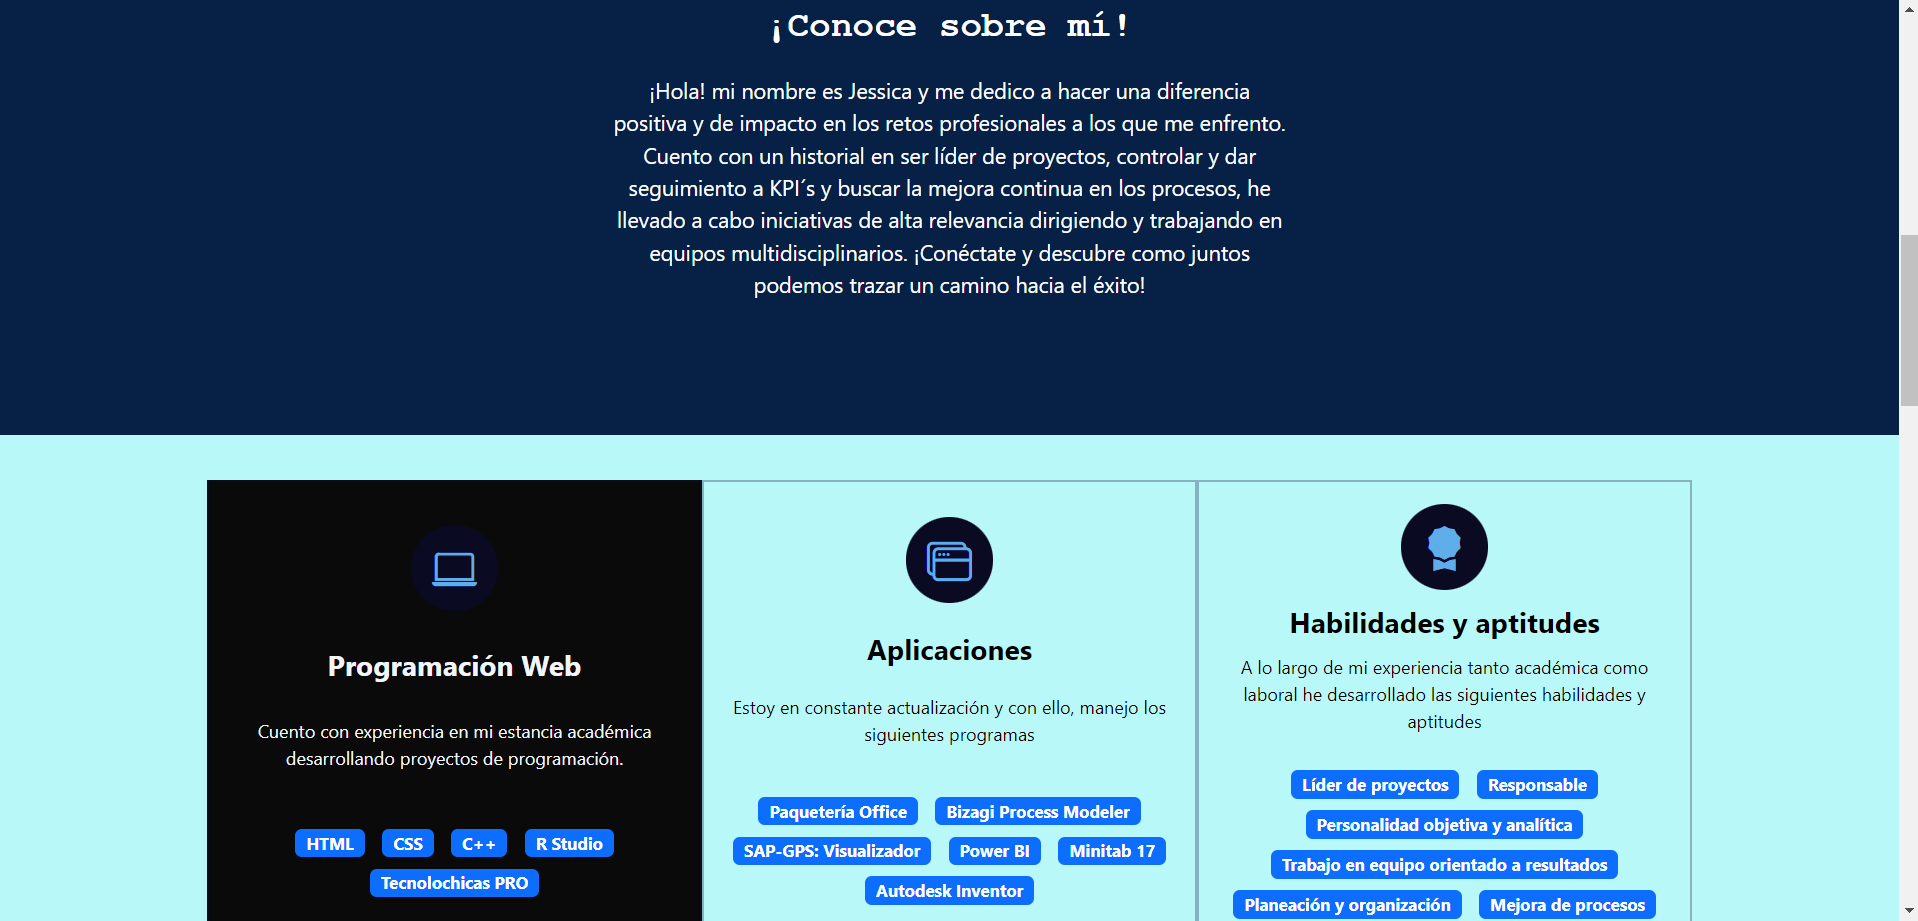 ¡Conoce sobre mí!
¡Hola! mi nombre es Jessica y me dedico a hacer una diferencia
positiva y de impacto en los retos profesionales a los que me enfrento.
Cuento con un historial en ser líder de proyectos, controlar y dar
seguimiento a KPI´s y buscar la mejora continua en los procesos, he
llevado a cabo iniciativas de alta relevancia dirigiendo y trabajando en
equipos multidisciplinarios. ¡Conéctate y descubre como juntos
podemos trazar un camino hacia el éxito!
Programación Web
Cuento con experiencia en mi estancia académica
desarrollando proyectos de programación.
HTML CSS C++ R Studio
Tecnolochicas PRO
Aplicaciones
Estoy en constante actualización y con ello, manejo los
siguientes programas
Paquetería Office Bizagi Process Modeler
SAP-GPS: Visualizador Power BI Minitab 17
Autodesk Inventor
Habilidades y aptitudes
A lo largo de mi experiencia tanto académica como
laboral he desarrollado las siguientes habilidades y
aptitudes
Líder de proyectos Responsable
Personalidad objetiva y analítica
Trabajo en equipo orientado a resultados
Planeación y organización Mejora de procesos